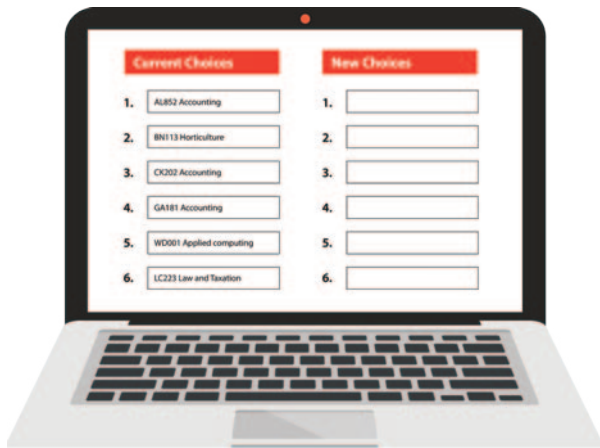 Current Choices
1. AL852 Accounting
2. BN113 Horticulture
3. CK202 Accounting
4. GA181 Accounting
5. WD001 Applied computing
6. LC223 Law and Taxation
New Choices
1.
2.
3.
4.
5.
6.